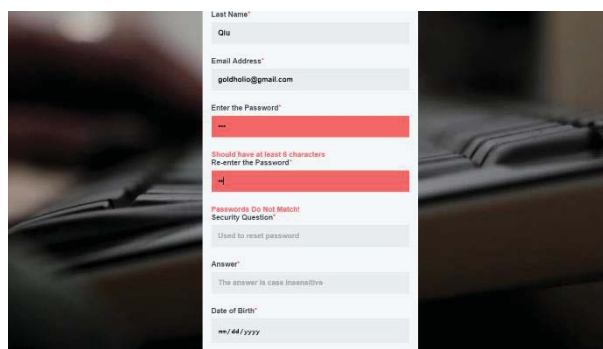 Last Name*
Qiu
Email Address*
goldholio@gmail.com
Enter the Password*
•••
Should have at least 6 characters
Re-enter the Password*
••
Passwords Do Not Match!
Security Question*
Used to reset password
Answer*
The answer is case insensitive
Date of Birth*
mm/dd/yyyy